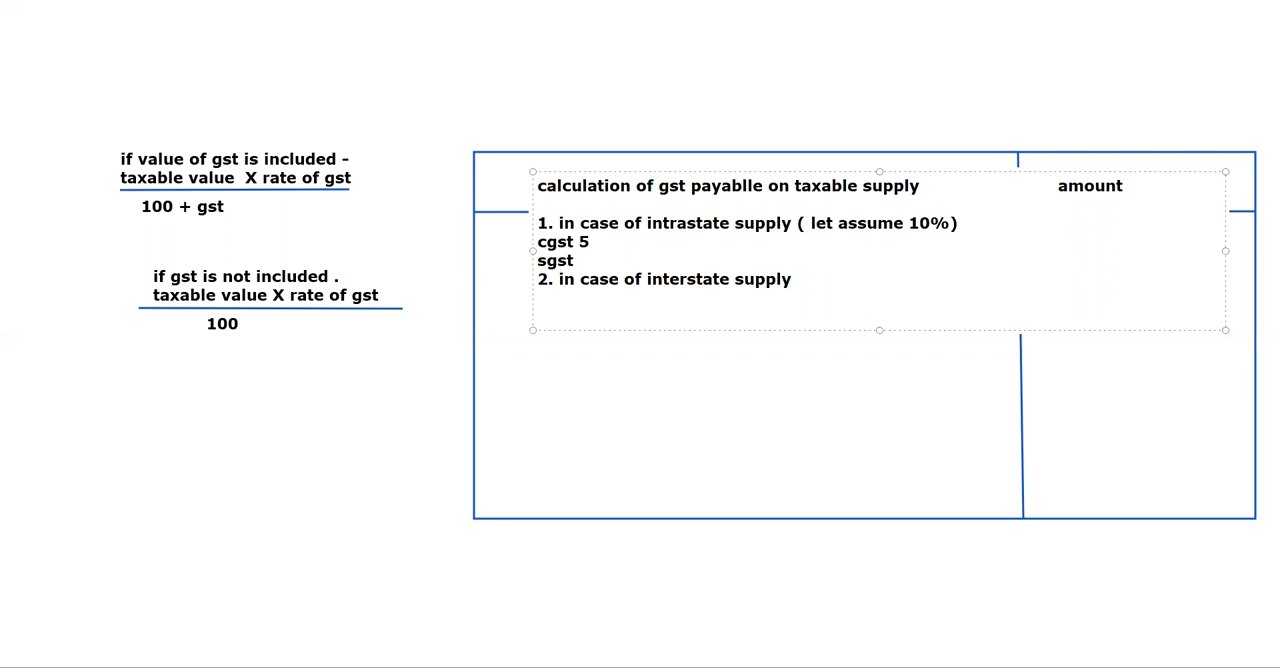 if value of gst is included -
taxable value X rate of gst
100 + gst
if gst is not included .
taxable value X rate of gst
100
calculation of gst payablle on taxable supply amount
1. in case of intrastate supply ( let assume 10%)
cgst 5
sgst
2. in case of interstate supply